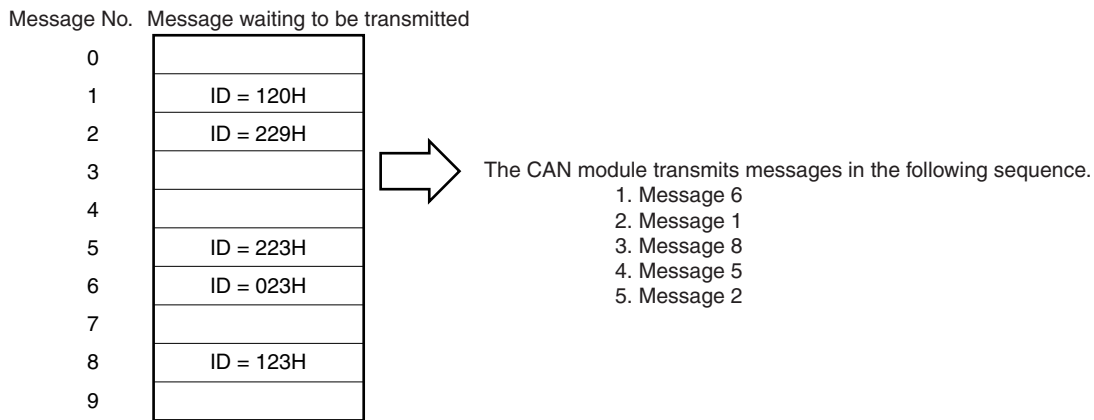 Message No. Message waiting to be transmitted
0
1 ID = 120H
2 ID = 229H
3
4
5 ID = 223H
6 ID = 023H
7
8 ID = 123H
9
The CAN module transmits messages in the following sequence.
1. Message 6
2. Message 1
3. Message 8
4. Message 5
5. Message 2